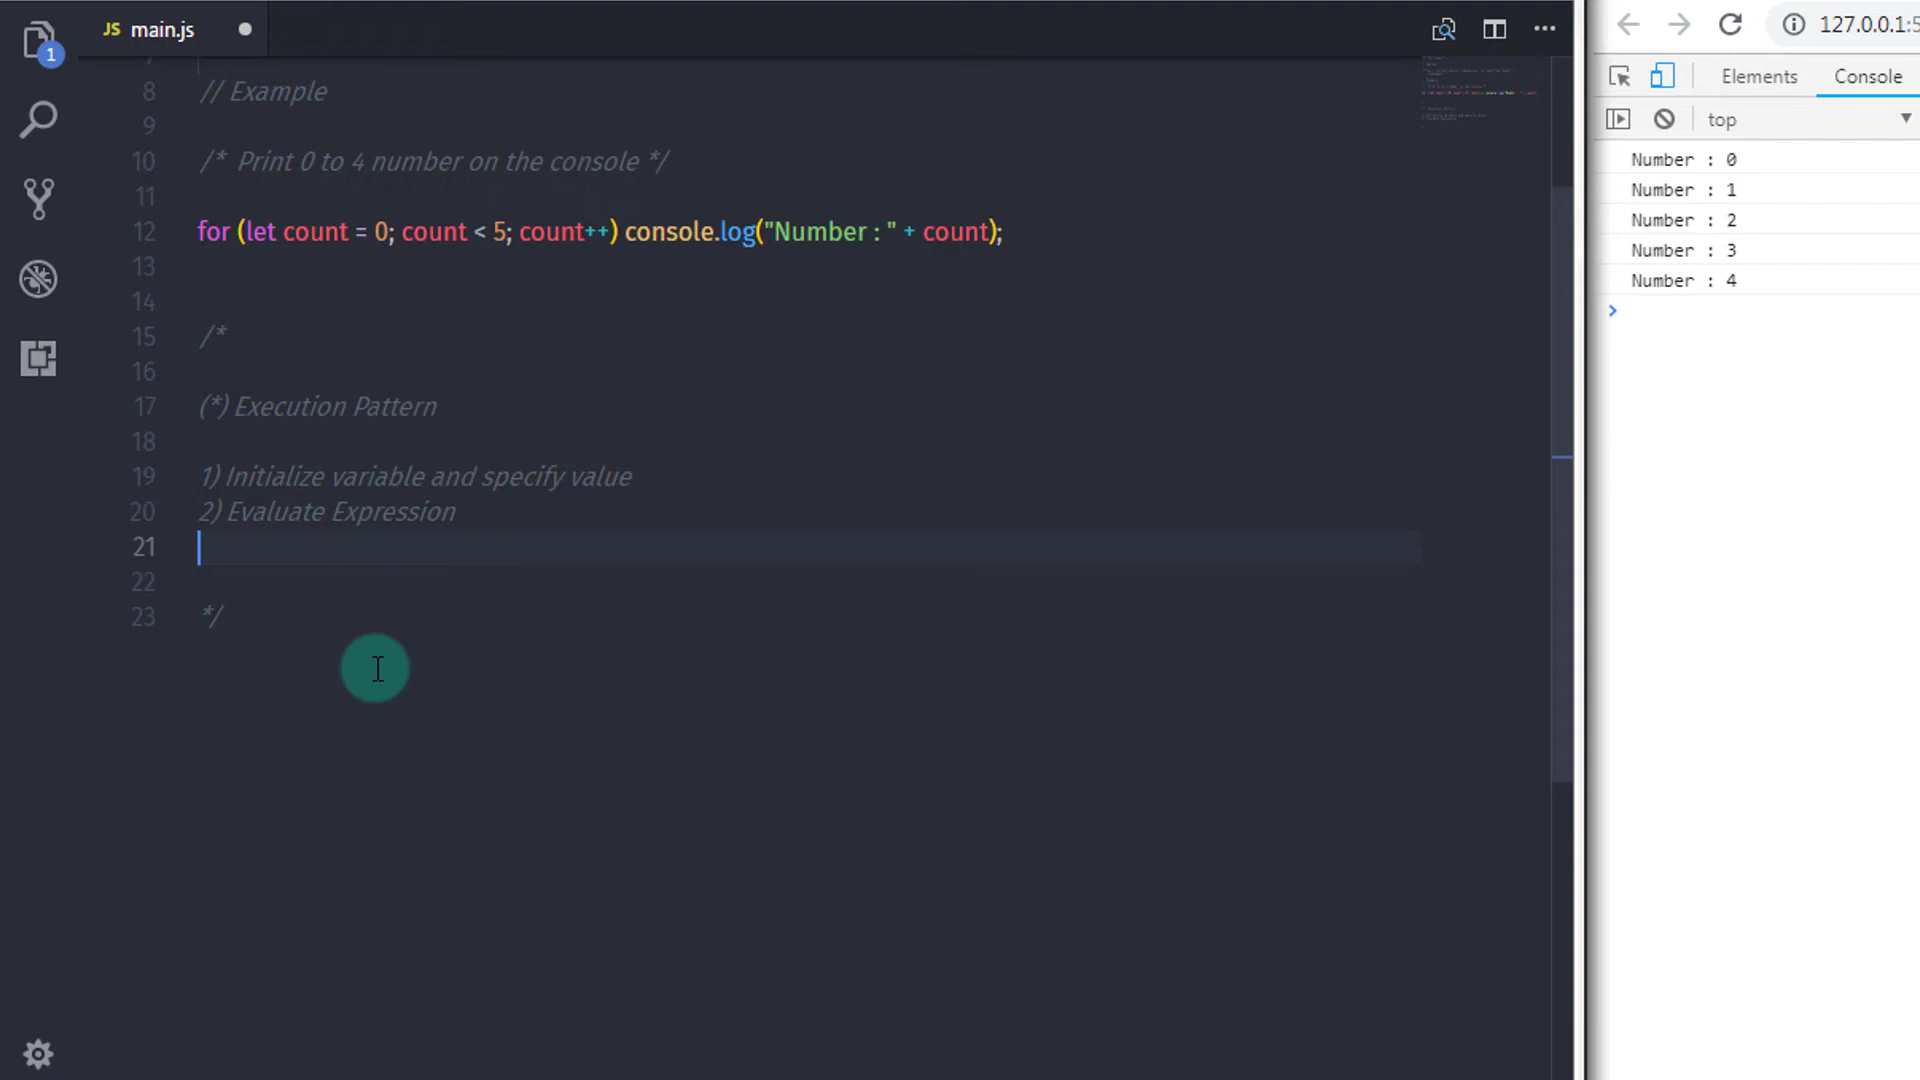 JS main.js
1
7
8 // Example
9
10 /* Print 0 to 4 number on the console */
11
12 for (let count = 0; count < 5; count++) console.log("Number : " + count);
13
14
15 /*
16
17 (*) Execution Pattern
18
19 1) Initialize variable and specify value
20 2) Evaluate Expression
21
22
23 */
127.0.0.1:5
Elements Console
top
Number : 0
Number : 1
Number : 2
Number : 3
Number : 4